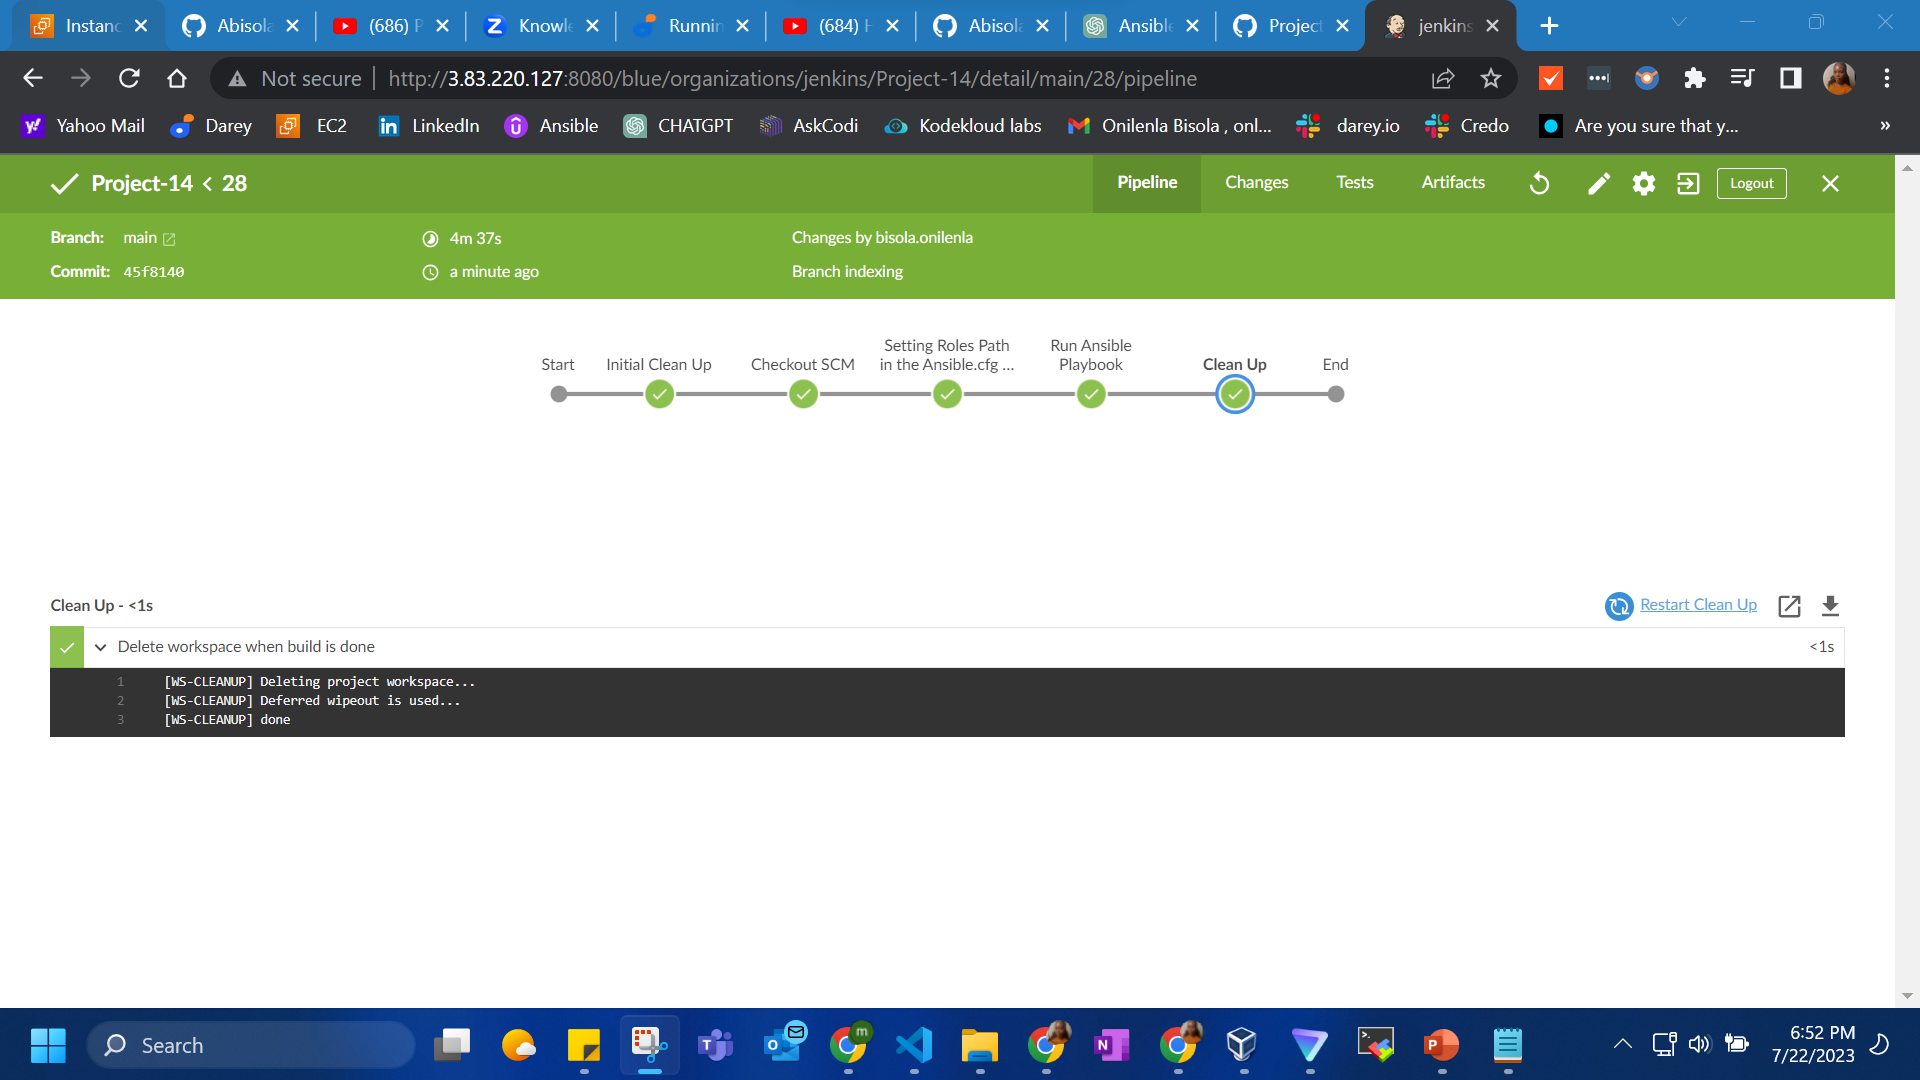 Instanc
Abisola
(686) P
Knowle
Runnin
(684) H
Abisola
Ansible
Project
jenkins
Not secure
http://3.83.220.127:8080/blue/organizations/jenkins/Project-14/detail/main/28/pipeline
Yahoo Mail
Darey
EC2
LinkedIn
Ansible
CHATGPT
AskCodi
Kodekloud labs
Onilenla Bisola , onl...
darey.io
Credo
Are you sure that y...
»
Project-14 < 28
Pipeline
Changes
Tests
Artifacts
Logout
Branch: main
4m 37s
Changes by bisola.onilenla
Commit: 45f8140
a minute ago
Branch indexing
Start
Initial Clean Up
Checkout SCM
Setting Roles Path
in the Ansible.cfg ...
Run Ansible
Playbook
Clean Up
End
Clean Up - <1s
Restart Clean Up
Delete workspace when build is done
<1s
1 [WS-CLEANUP] Deleting project workspace...
2 [WS-CLEANUP] Deferred wipeout is used...
3 [WS-CLEANUP] done
Search
6:52 PM
7/22/2023